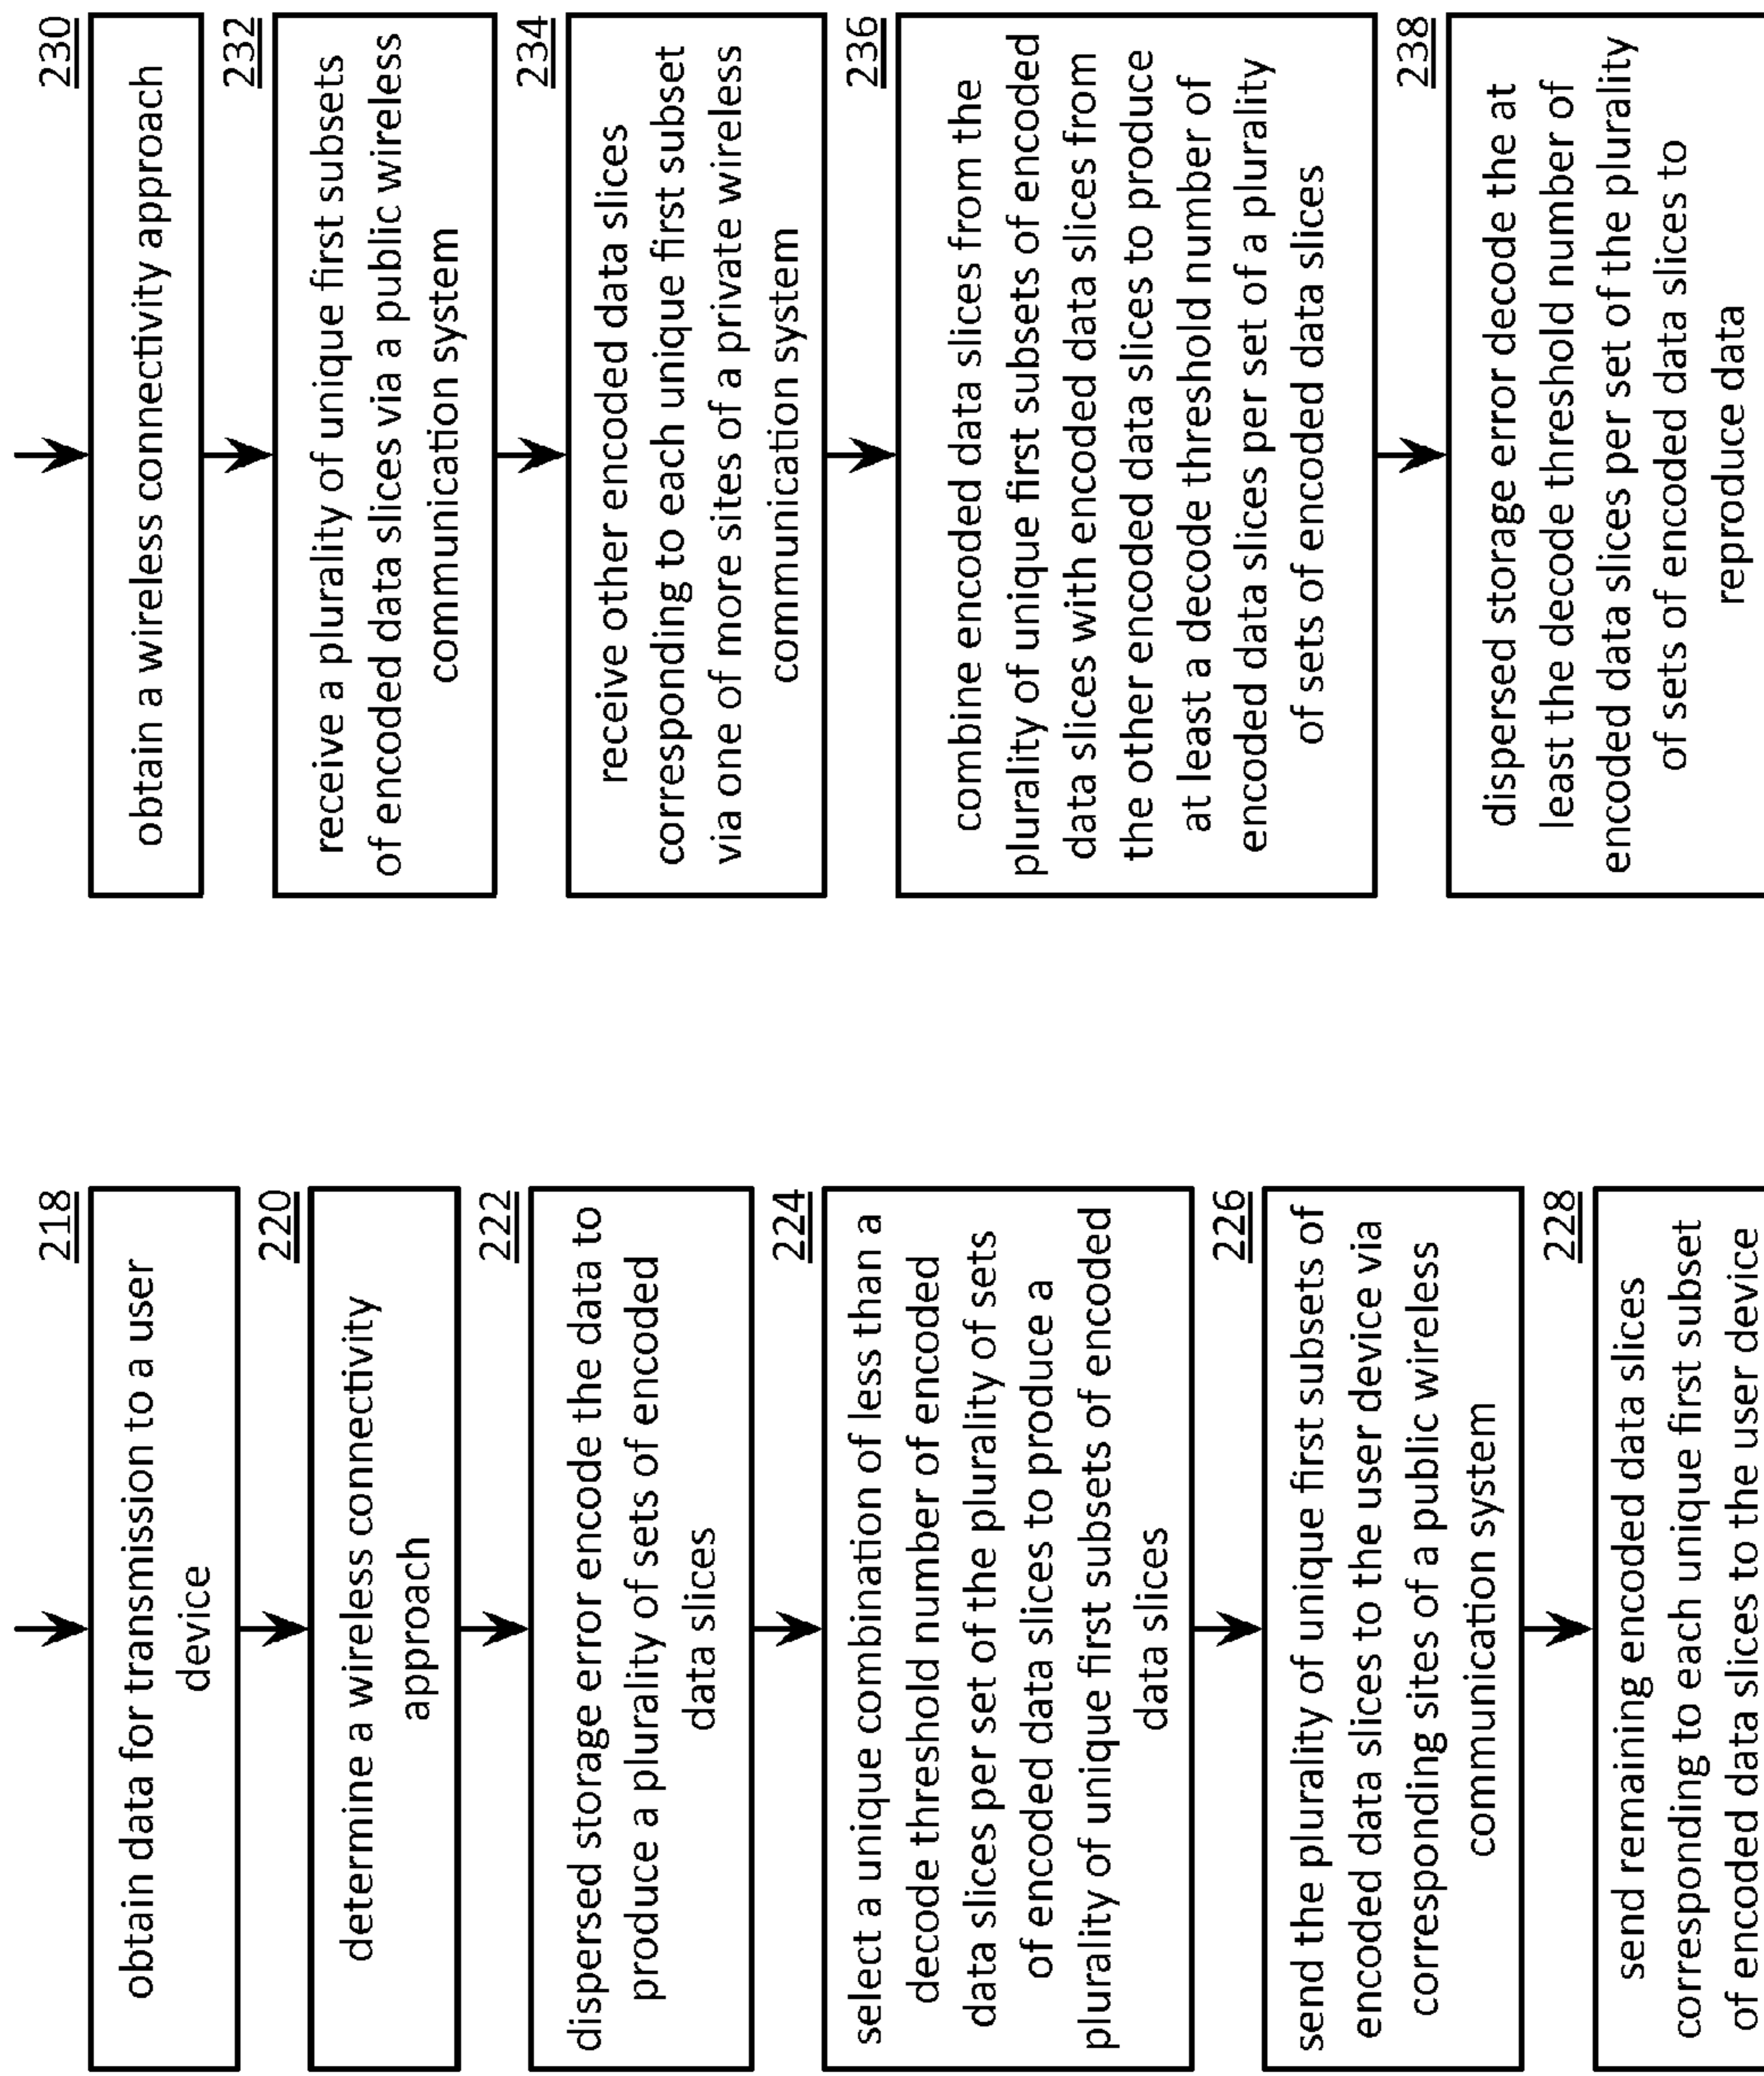 218
obtain data for transmission to a user
device
220
determine a wireless connectivity
approach
222
dispersed storage error encode the data to
produce a plurality of sets of encoded
data slices
224
select a unique combination of less than a
decode threshold number of encoded
data slices per set of the plurality of sets
of encoded data slices to produce a
plurality of unique first subsets of encoded
data slices
226
send the plurality of unique first subsets of
encoded data slices to the user device via
corresponding sites of a public wireless
communication system
228
send remaining encoded data slices
corresponding to each unique first subset
of encoded data slices to the user device
230
obtain a wireless connectivity approach
232
receive a plurality of unique first subsets
of encoded data slices via a public wireless
communication system
234
receive other encoded data slices
corresponding to each unique first subset
via one of more sites of a private wireless
communication system
236
combine encoded data slices from the
plurality of unique first subsets of encoded
data slices with encoded data slices from
the other encoded data slices to produce
at least a decode threshold number of
encoded data slices per set of a plurality
of sets of encoded data slices
238
dispersed storage error decode the at
least the decode threshold number of
encoded data slices per set of the plurality
of sets of encoded data slices to
reproduce data